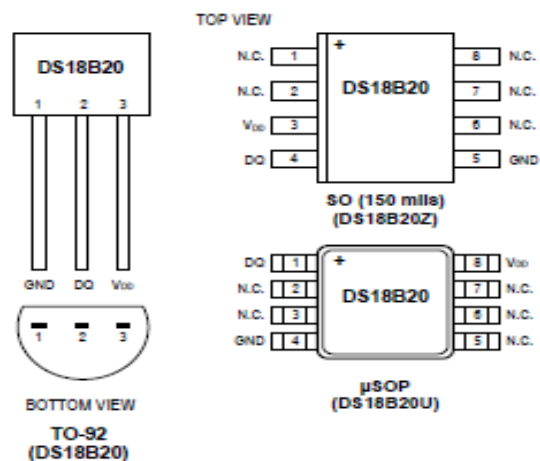 DS18B20
1 2 3
GND DQ VDD
1 2 3
BOTTOM VIEW
TO-92
(DS18B20)
TOP VIEW
+
DS18B20
N.C. 1
N.C. 2
VDD 3
DQ 4
8 N.C.
7 N.C.
6 N.C.
5 GND
SO (150 mils)
(DS18B20Z)
+
DS18B20
DQ 1
N.C. 2
N.C. 3
GND 4
8 VDD
7 N.C.
6 N.C.
5 N.C.
µSOP
(DS18B20U)